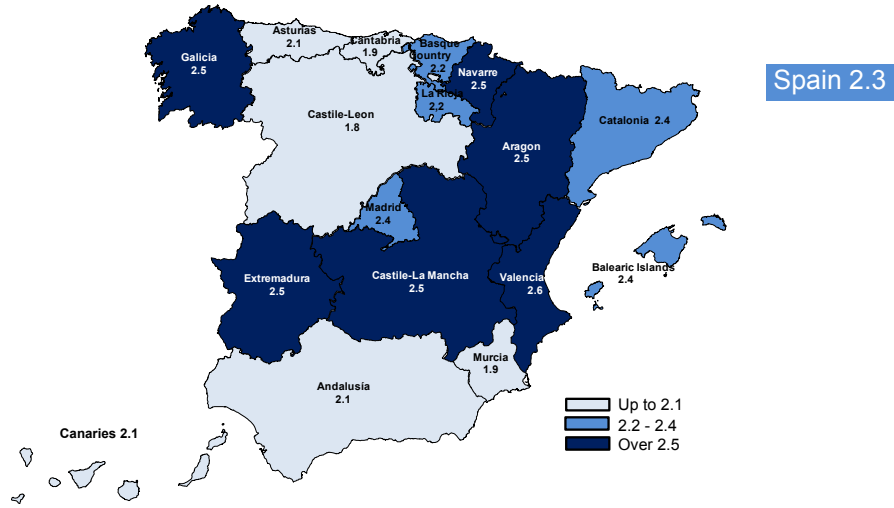 Asturias
2.1
Cantabria
1.9
Basque
Country
2.2
Galicia
2.5
Navarre
2.5
Spain 2.3
La Rioja
2,2
Castile-Leon
1.8
Catalonia 2.4
Aragon
2.5
Madrid
2.4
Extremadura
2.5
Castile-La Mancha
2.5
Valencia
2.6
Balearic Islands
2.4
Murcia
1.9
Andalusia
2.1
Up to 2.1
2.2 - 2.4
Over 2.5
Canaries 2.1